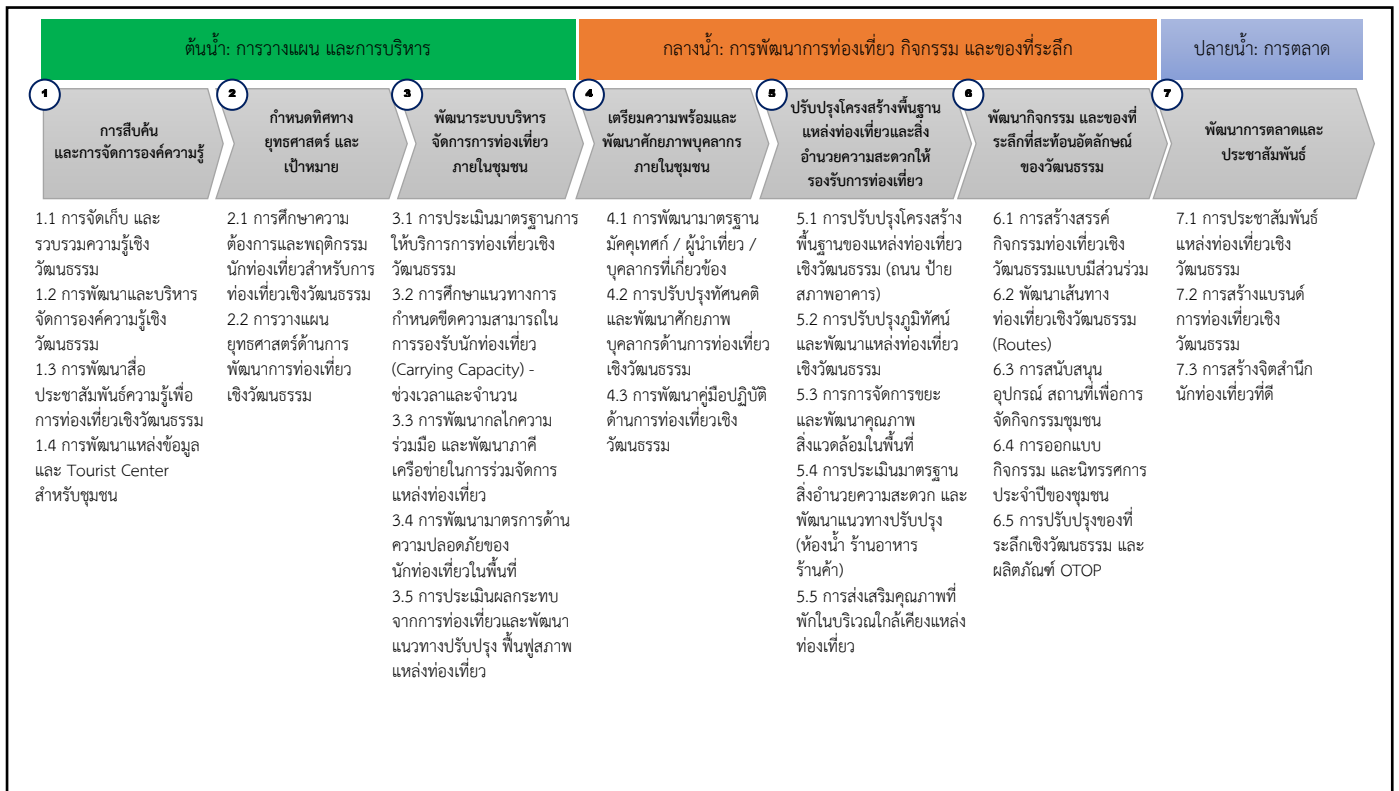 ต้นน้ำ: การวางแผน และการบริหาร
กลางน้ำ: การพัฒนาการท่องเที่ยว กิจกรรม และของที่ระลึก
ปลายน้ำ: การตลาด
1
การสืบค้น
และการจัดการองค์ความรู้
2
กำหนดทิศทาง
ยุทธศาสตร์ และ
เป้าหมาย
3
พัฒนาระบบบริหาร
จัดการการท่องเที่ยว
ภายในชุมชน
4
เตรียมความพร้อมและ
พัฒนาศักยภาพบุคลากร
ภายในชุมชน
5
ปรับปรุงโครงสร้างพื้นฐาน
แหล่งท่องเที่ยวและสิ่ง
อำนวยความสะดวกให้
รองรับการท่องเที่ยว
6
พัฒนากิจกรรม และของที่
ระลึกที่สะท้อนอัตลักษณ์
ของวัฒนธรรม
7
พัฒนาการตลาดและ
ประชาสัมพันธ์
1.1 การจัดเก็บ และ
รวบรวมความรู้เชิง
วัฒนธรรม
1.2 การพัฒนาและบริหาร
จัดการองค์ความรู้เชิง
วัฒนธรรม
1.3 การพัฒนาสื่อ
ประชาสัมพันธ์ความรู้เพื่อ
การท่องเที่ยวเชิงวัฒนธรรม
1.4 การพัฒนาแหล่งข้อมูล
และ Tourist Center
สำหรับชุมชน
2.1 การศึกษาความ
ต้องการและพฤติกรรม
นักท่องเที่ยวสำหรับการ
ท่องเที่ยวเชิงวัฒนธรรม
2.2 การวางแผน
ยุทธศาสตร์ด้านการ
พัฒนาการท่องเที่ยว
เชิงวัฒนธรรม
3.1 การประเมินมาตรฐานการ
ให้บริการการท่องเที่ยวเชิง
วัฒนธรรม
3.2 การศึกษาแนวทางการ
กำหนดขีดความสามารถใน
การรองรับนักท่องเที่ยว
(Carrying Capacity) -
ช่วงเวลาและจำนวน
3.3 การพัฒนากลไกความ
ร่วมมือ และพัฒนาภาคี
เครือข่ายในการร่วมจัดการ
แหล่งท่องเที่ยว
3.4 การพัฒนามาตรการด้าน
ความปลอดภัยของ
นักท่องเที่ยวในพื้นที่
3.5 การประเมินผลกระทบ
จากการท่องเที่ยวและพัฒนา
แนวทางปรับปรุง ฟื้นฟูสภาพ
แหล่งท่องเที่ยว
4.1 การพัฒนามาตรฐาน
มัคคุเทศก์ / ผู้นำเที่ยว /
บุคลากรที่เกี่ยวข้อง
4.2 การปรับปรุงทัศนคติ
และพัฒนาศักยภาพ
บุคลากรด้านการท่องเที่ยว
เชิงวัฒนธรรม
4.3 การพัฒนาคู่มือปฏิบัติ
ด้านการท่องเที่ยวเชิง
วัฒนธรรม
5.1 การปรับปรุงโครงสร้าง
พื้นฐานของแหล่งท่องเที่ยว
เชิงวัฒนธรรม (ถนน ป้าย
สภาพอาคาร)
5.2 การปรับปรุงภูมิทัศน์
และพัฒนาแหล่งท่องเที่ยว
เชิงวัฒนธรรม
5.3 การการจัดการขยะ
และพัฒนาคุณภาพ
สิ่งแวดล้อมในพื้นที่
5.4 การประเมินมาตรฐาน
สิ่งอำนวยความสะดวก และ
พัฒนาแนวทางปรับปรุง
(ห้องน้ำ ร้านอาหาร
ร้านค้า)
5.5 การส่งเสริมคุณภาพที่
พักในบริเวณใกล้เคียงแหล่ง
ท่องเที่ยว
6.1 การสร้างสรรค์
กิจกรรมท่องเที่ยวเชิง
วัฒนธรรมแบบมีส่วนร่วม
6.2 พัฒนาเส้นทาง
ท่องเที่ยวเชิงวัฒนธรรม
(Routes)
6.3 การสนับสนุน
อุปกรณ์ สถานที่เพื่อการ
จัดกิจกรรมชุมชน
6.4 การออกแบบ
กิจกรรม และนิทรรศการ
ประจำปีของชุมชน
6.5 การปรับปรุงของที่
ระลึกเชิงวัฒนธรรม และ
ผลิตภัณฑ์ OTOP
7.1 การประชาสัมพันธ์
แหล่งท่องเที่ยวเชิง
วัฒนธรรม
7.2 การสร้างแบรนด์
การท่องเที่ยวเชิง
วัฒนธรรม
7.3 การสร้างจิตสำนึก
นักท่องเที่ยวที่ดี